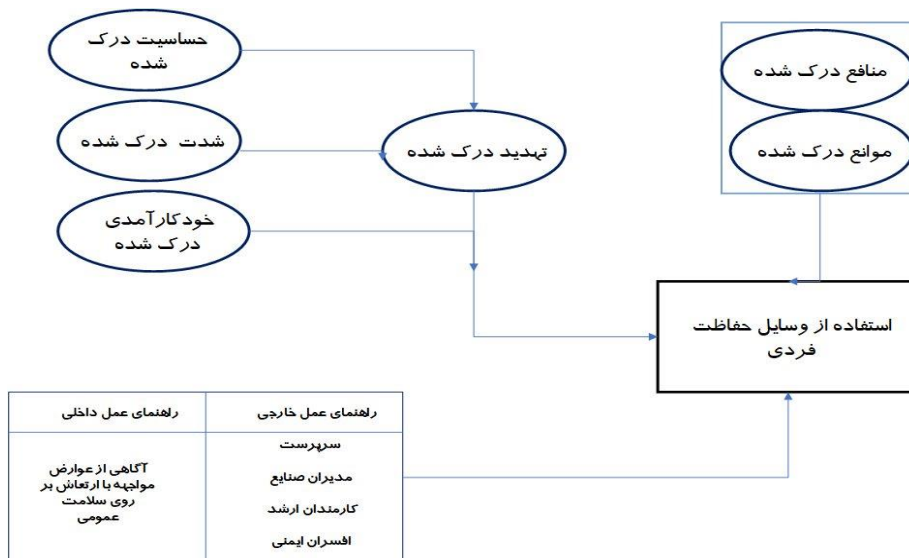 حساسیت درک
شده
منافع درک شده
شدت درک شده
تهدید درک شده
موانع درک شده
خودکارآمدی
درک شده
استفاده از وسایل حفاظت
فردی
راهنمای عمل خارجی
سرپرست
مدیران صنایع
کارمندان ارشد
افسران ایمنی
راهنمای عمل داخلی
آگاهی از عوارض
مواجهه با ارتعاش بر
روی سلامت
عمومی